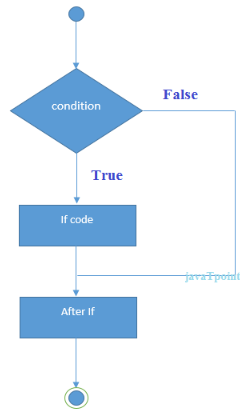 condition
False
True
If code
javaTpoint
After If